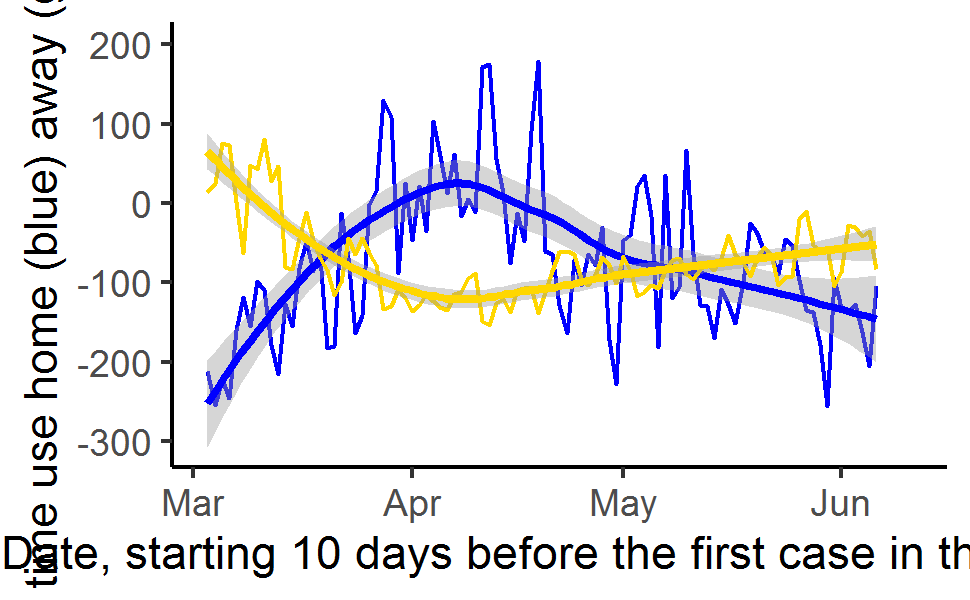 time use home (blue) away (g
200
100
0
-100
-200
-300
Mar Apr May Jun
Date, starting 10 days before the first case in th